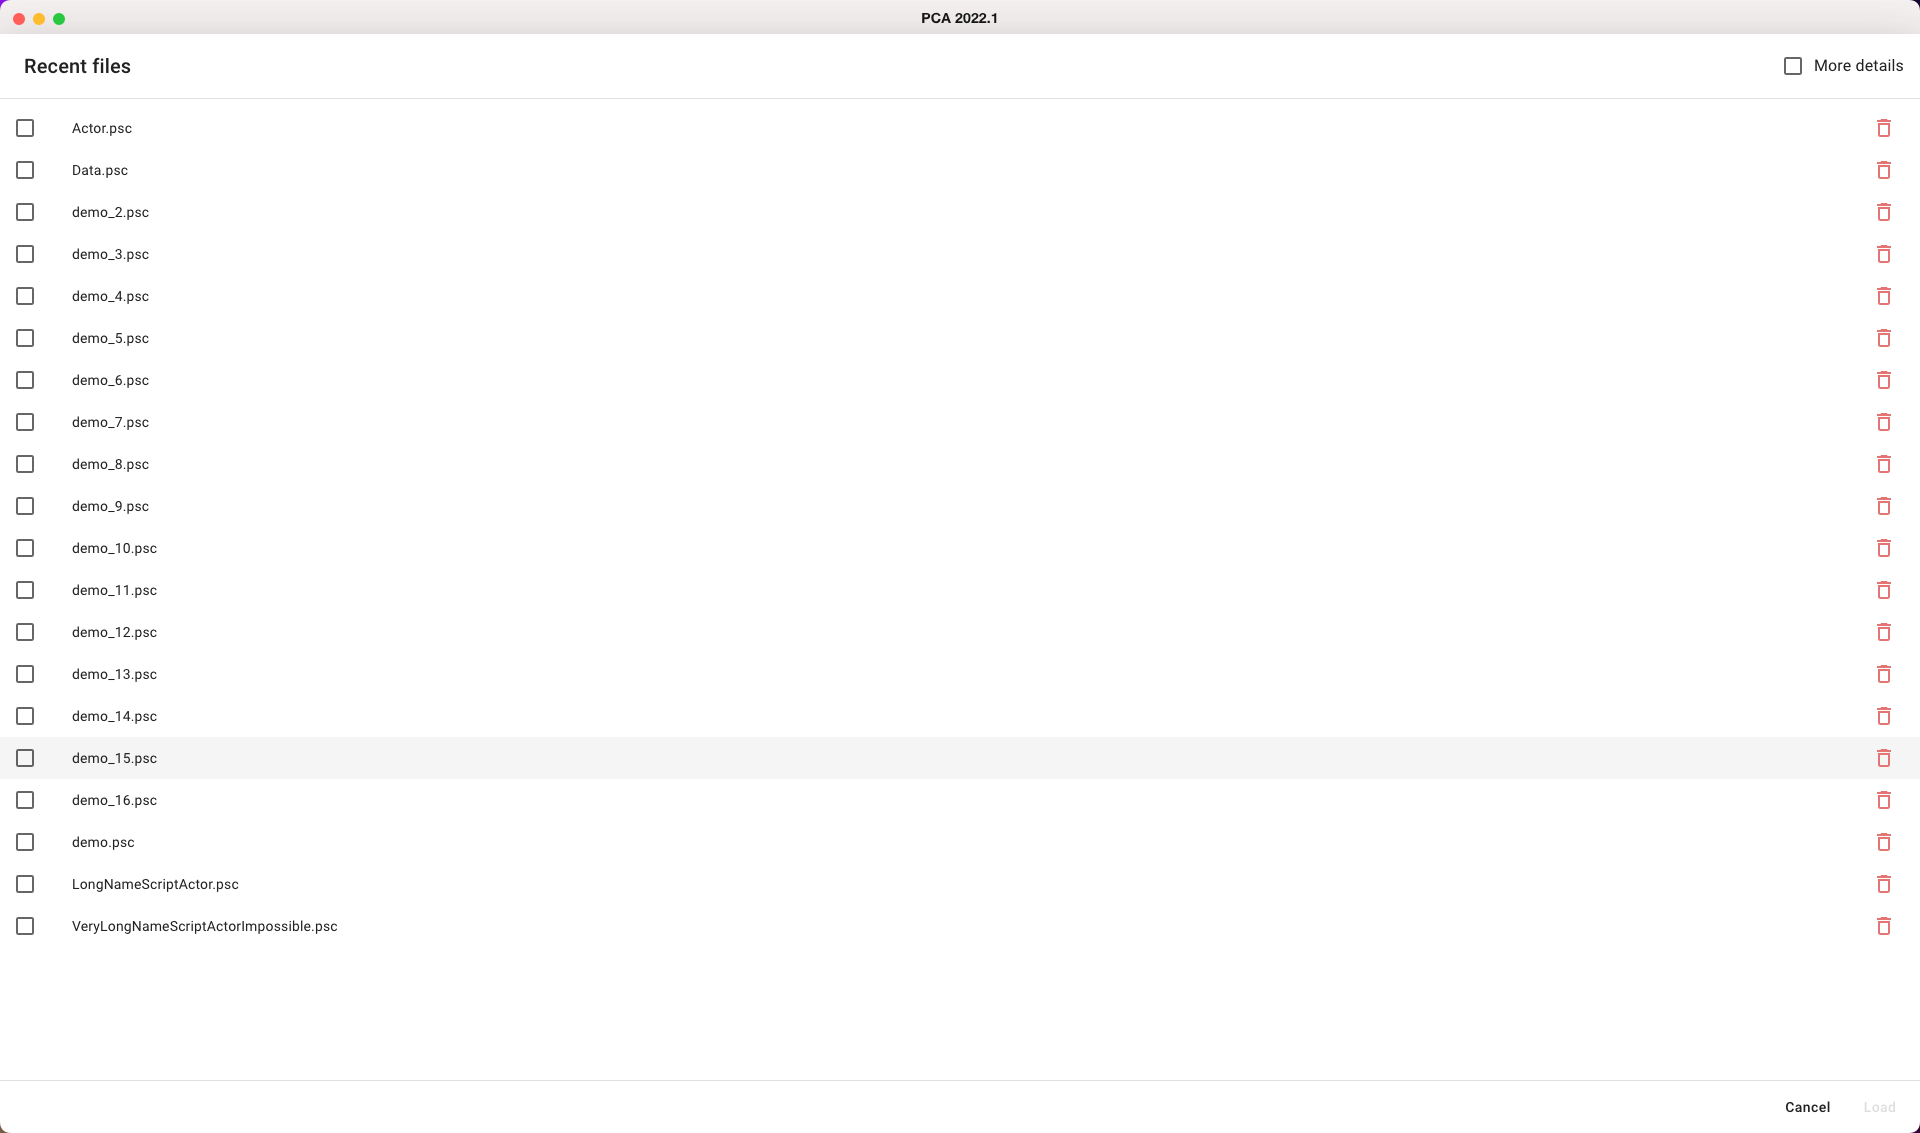 PCA 2022.1
Recent files
More details
Actor.psc
Data.psc
demo_2.psc
demo_3.psc
demo_4.psc
demo_5.psc
demo_6.psc
demo_7.psc
demo_8.psc
demo_9.psc
demo_10.psc
demo_11.psc
demo_12.psc
demo_13.psc
demo_14.psc
demo_15.psc
demo_16.psc
demo.psc
LongNameScriptActor.psc
VeryLongNameScriptActorImpossible.psc
Cancel
Load